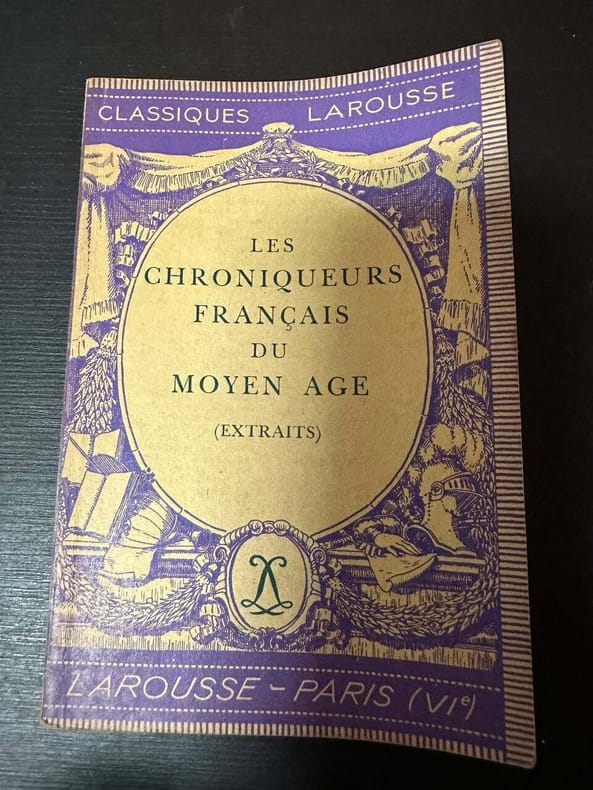 CLASSIQUES LAROUSSE
LES
CHRONIQUEURS
FRANÇAIS
DU
MOYEN AGE
(EXTRAITS)
LAROUSSE - PARIS (VIe)